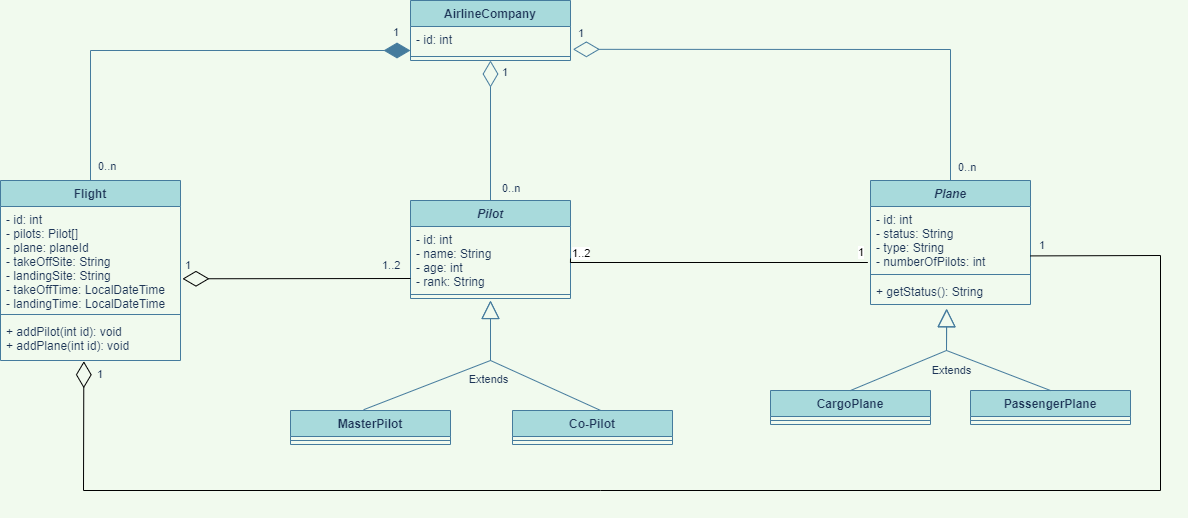 AirlineCompany
- id: int
1
1
1
0..n
0..n
0..n
Flight
- id: int
- pilots: Pilot[]
- plane: planeId
- takeOffSite: String
- landingSite: String
- takeOffTime: LocalDateTime
- landingTime: LocalDateTime
+ addPilot(int id): void
+ addPlane(int id): void
1
1..2
1
Pilot
- id: int
- name: String
- age: int
- rank: String
1..2
1
Plane
- id: int
- status: String
- type: String
- numberOfPilots: int
+ getStatus(): String
1
Extends
MasterPilot
Co-Pilot
Extends
CargoPlane
PassengerPlane